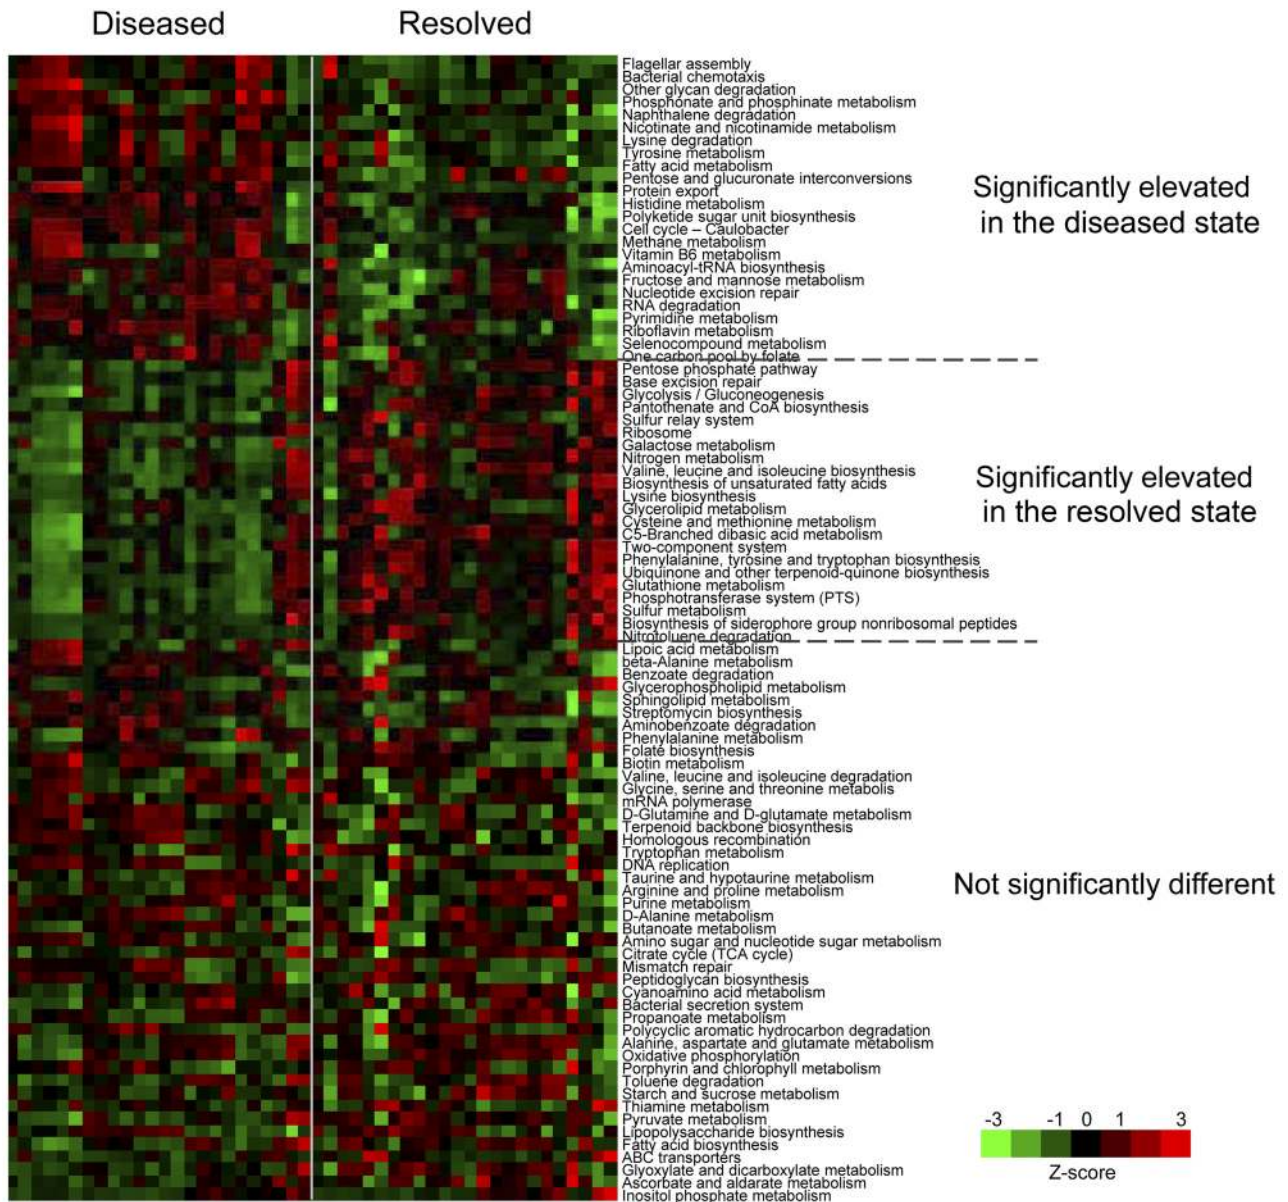 Diseased
Resolved
Flagellar assembly
Bacterial chemotaxis
Other glycan degradation
Phosphonate and phosphinate metabolism
Naphthalene degradation
Nicotinate and nicotinamide metabolism
Lysine degradation
Tyrosine metabolism
Fatty acid metabolism
Pentose and glucuronate interconversions
Protein export
Histidine metabolism
Polyketide sugar unit biosynthesis
Cell cycle – Caulobacter
Methane metabolism
Vitamin B6 metabolism
Aminoacyl-tRNA biosynthesis
Fructose and mannose metabolism
Nucleotide excision repair
RNA degradation
Pyrimidine metabolism
Riboflavin metabolism
Selenocompound metabolism
One carbon pool by folate
Significantly elevated
in the diseased state
Pentose phosphate pathway
Base excision repair
Glycolysis / Gluconeogenesis
Pantothenate and CoA biosynthesis
Sulfur relay system
Ribosome
Galactose metabolism
Nitrogen metabolism
Valine, leucine and isoleucine biosynthesis
Biosynthesis of unsaturated fatty acids
Lysine biosynthesis
Glycerolipid metabolism
Cysteine and methionine metabolism
C5-Branched dibasic acid metabolism
Two-component system
Phenylalanine, tyrosine and tryptophan biosynthesis
Ubiquinone and other terpenoid-quinone biosynthesis
Glutathione metabolism
Phosphotransferase system (PTS)
Sulfur metabolism
Biosynthesis of siderophore group nonribosomal peptides
Nitrotoluene degradation
Significantly elevated
in the resolved state
Lipoic acid metabolism
beta-Alanine metabolism
Benzoate degradation
Glycerophospholipid metabolism
Sphingolipid metabolism
Streptomycin biosynthesis
Aminobenzoate degradation
Phenylalanine metabolism
Folate biosynthesis
Biotin metabolism
Valine, leucine and isoleucine degradation
Glycine, serine and threonine metabolis
mRNA polymerase
D-Glutamine and D-glutamate metabolism
Terpenoid backbone biosynthesis
Homologous recombination
Tryptophan metabolism
DNA replication
Taurine and hypotaurine metabolism
Arginine and proline metabolism
Purine metabolism
D-Alanine metabolism
Butanoate metabolism
Amino sugar and nucleotide sugar metabolism
Citrate cycle (TCA cycle)
Mismatch repair
Peptidoglycan biosynthesis
Cyanoamino acid metabolism
Bacterial secretion system
Propanoate metabolism
Polycyclic aromatic hydrocarbon degradation
Alanine, aspartate and glutamate metabolism
Oxidative phosphorylation
Porphyrin and chlorophyll metabolism
Toluene degradation
Starch and sucrose metabolism
Thiamine metabolism
Pyruvate metabolism
Lipopolysaccharide biosynthesis
Fatty acid biosynthesis
ABC transporters
Glyoxylate and dicarboxylate metabolism
Ascorbate and aldarate metabolism
Inositol phosphate metabolism
Not significantly different
-3 -1 0 1 3
Z-score